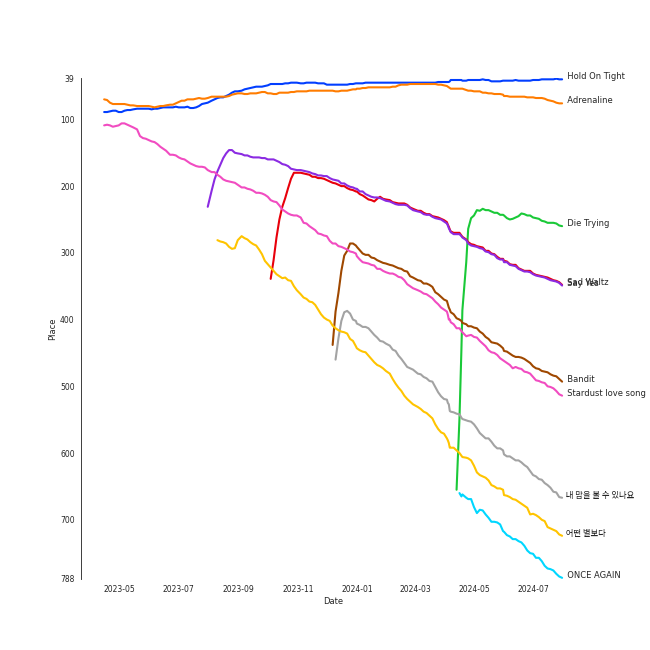 39
100
200
300
400
500
600
700
788
Place
2023-05
2023-07
2023-09
2023-11
2024-01
2024-03
2024-05
2024-07
Date
Hold On Tight
Adrenaline
Die Trying
Sad Waltz
Say Yes
Bandit
Stardust love song
내 맘을 볼 수 있나요
어떤 별보다
ONCE AGAIN